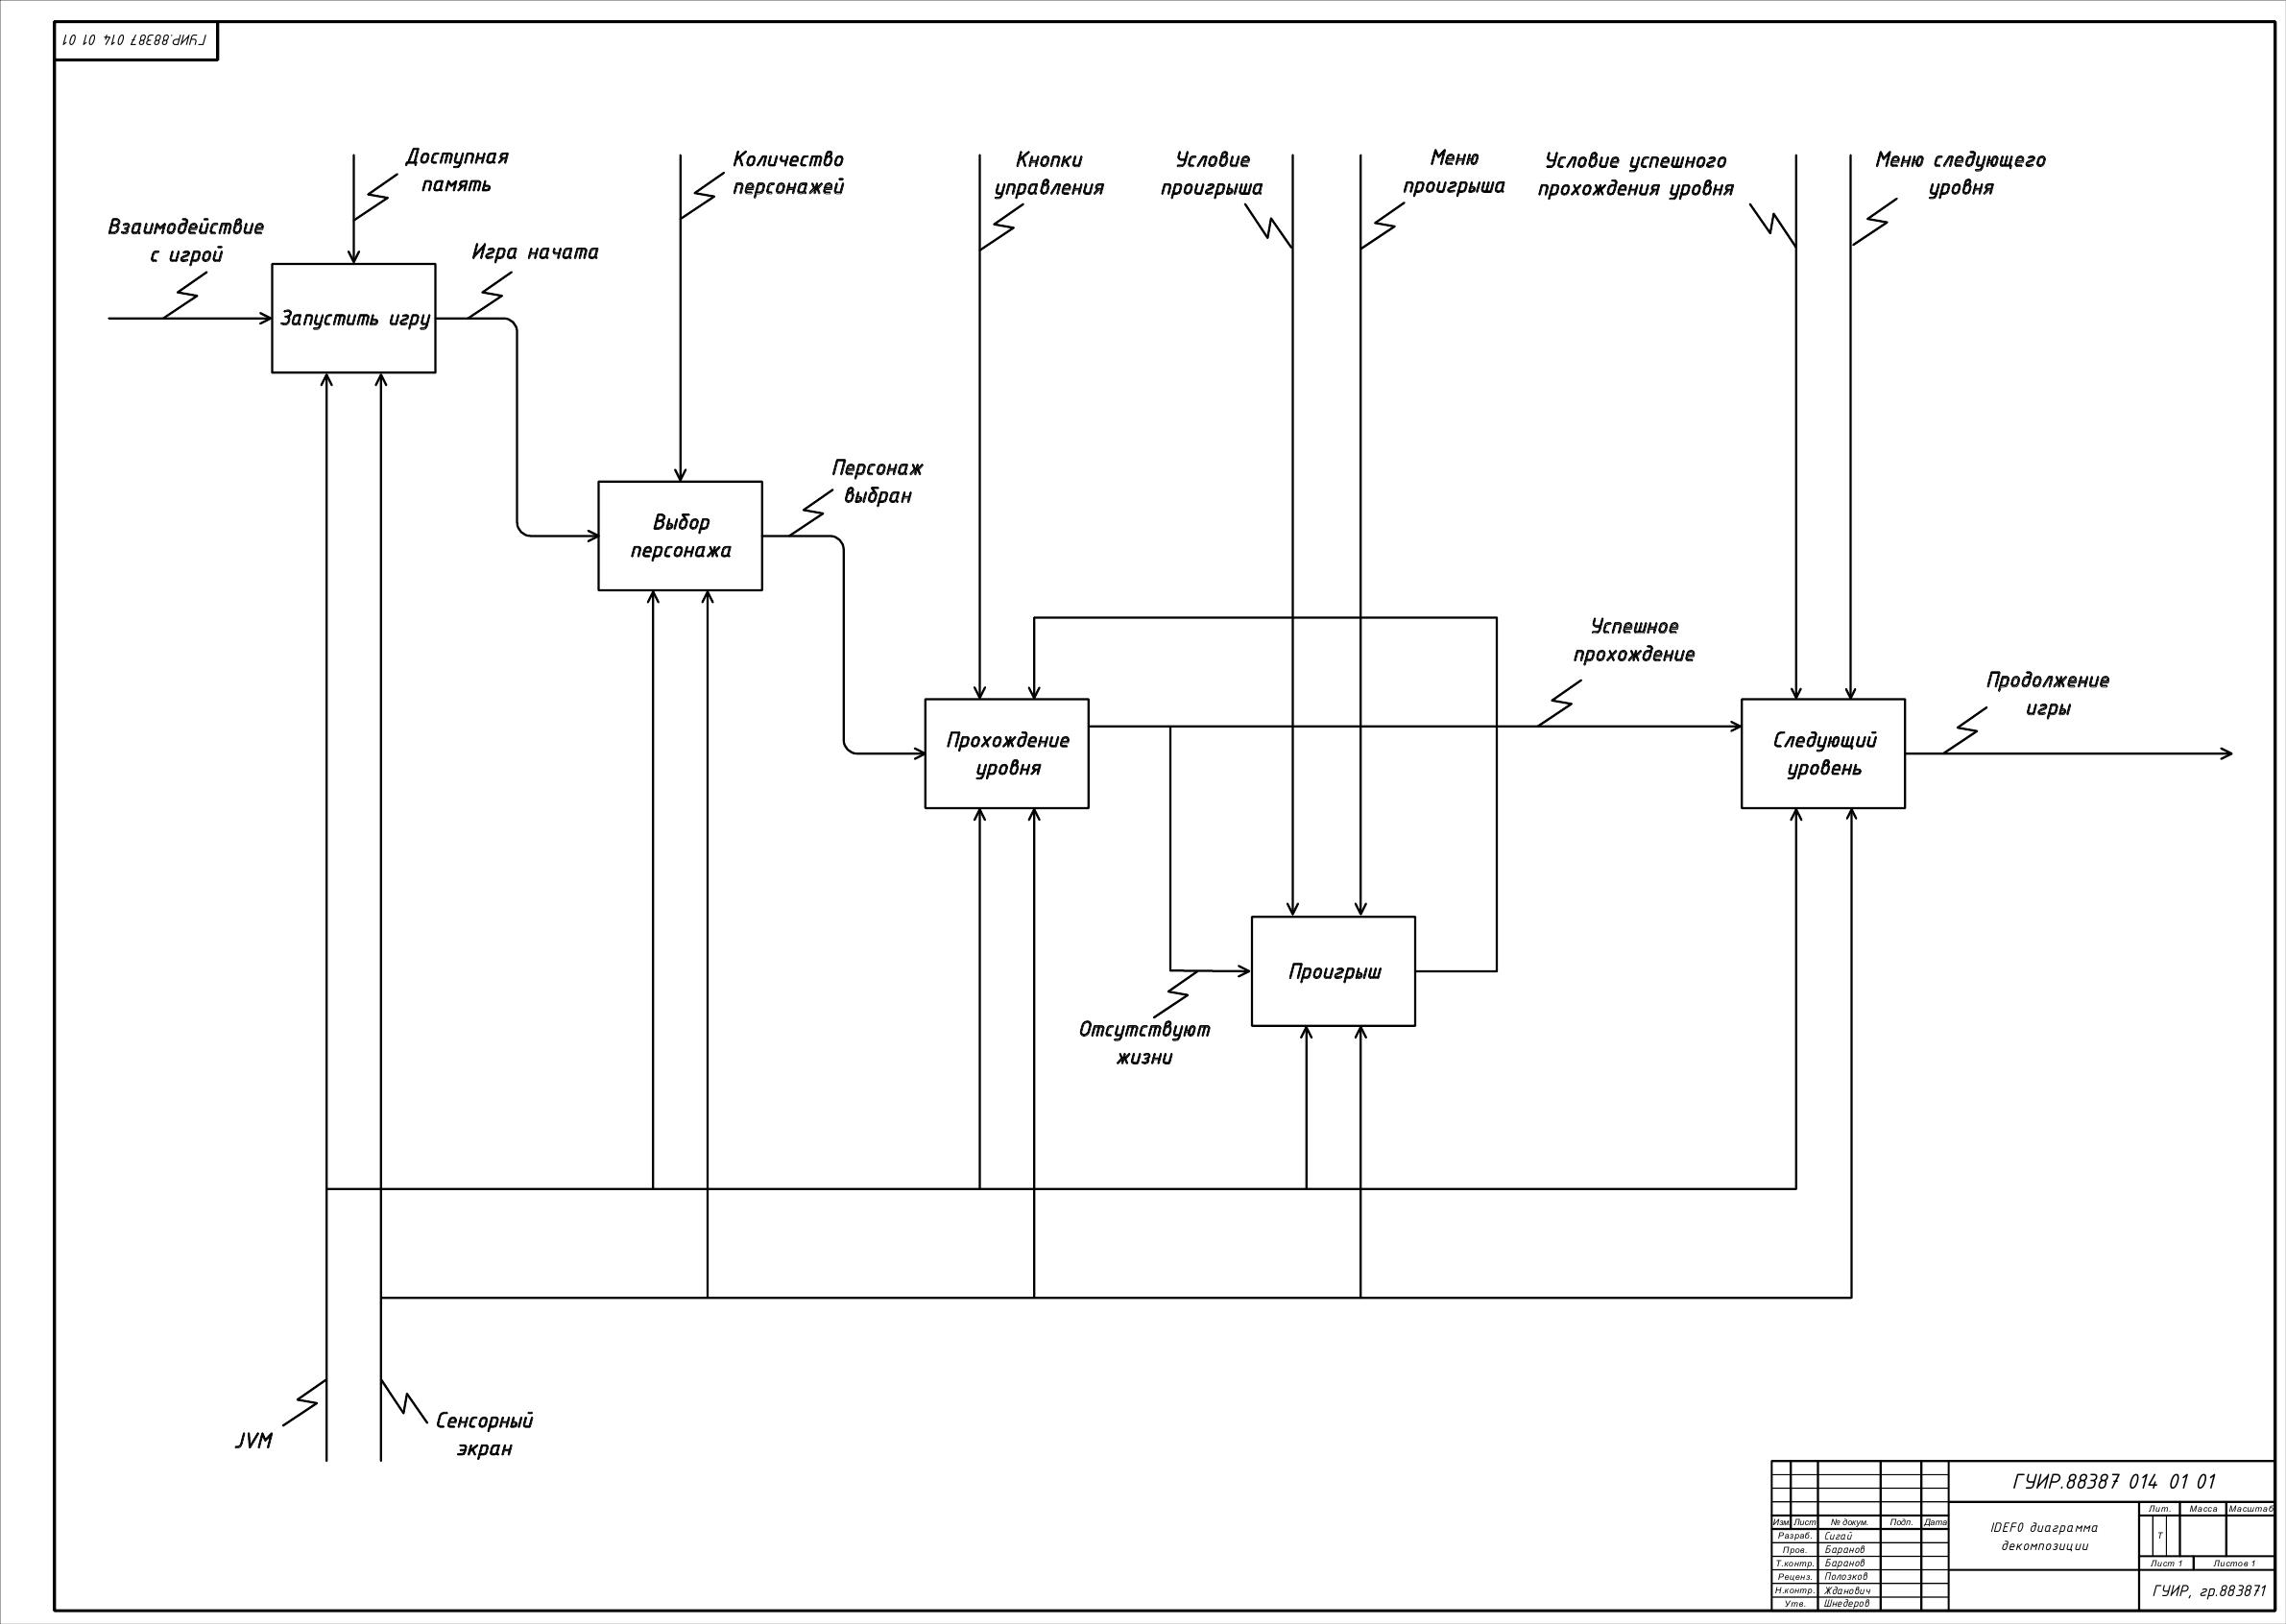 ГУИР.88387 014 01 01
Доступная
память
Количество
персонажей
Кнопки
управления
Условие
проигрыша
Меню
проигрыша
Условие успешного
прохождения уровня
Меню следующего
уровня
Взаимодействие
с игрой
Игра начата
Запустить игру
Персонаж
выбран
Выбор
персонажа
Успешное
прохождение
Продолжение
игры
Прохождение
уровня
Следующий
уровень
Проигрыш
Отсутствуют
жизни
JVM
Сенсорный
экран
ГУИР.88387 014 01 01
Лит. Масса Масштаб
Изм Лист № докум. Подп. Дата
IDEF0 диаграмма
декомпозиции
Т
Разраб. Сигай
Пров. Баранов
Т.контр. Баранов
Лист 1 Листов 1
Реценз. Полозков
Н.контр. Жданович
Утв. Шнедеров
ГУИР, гр.883871